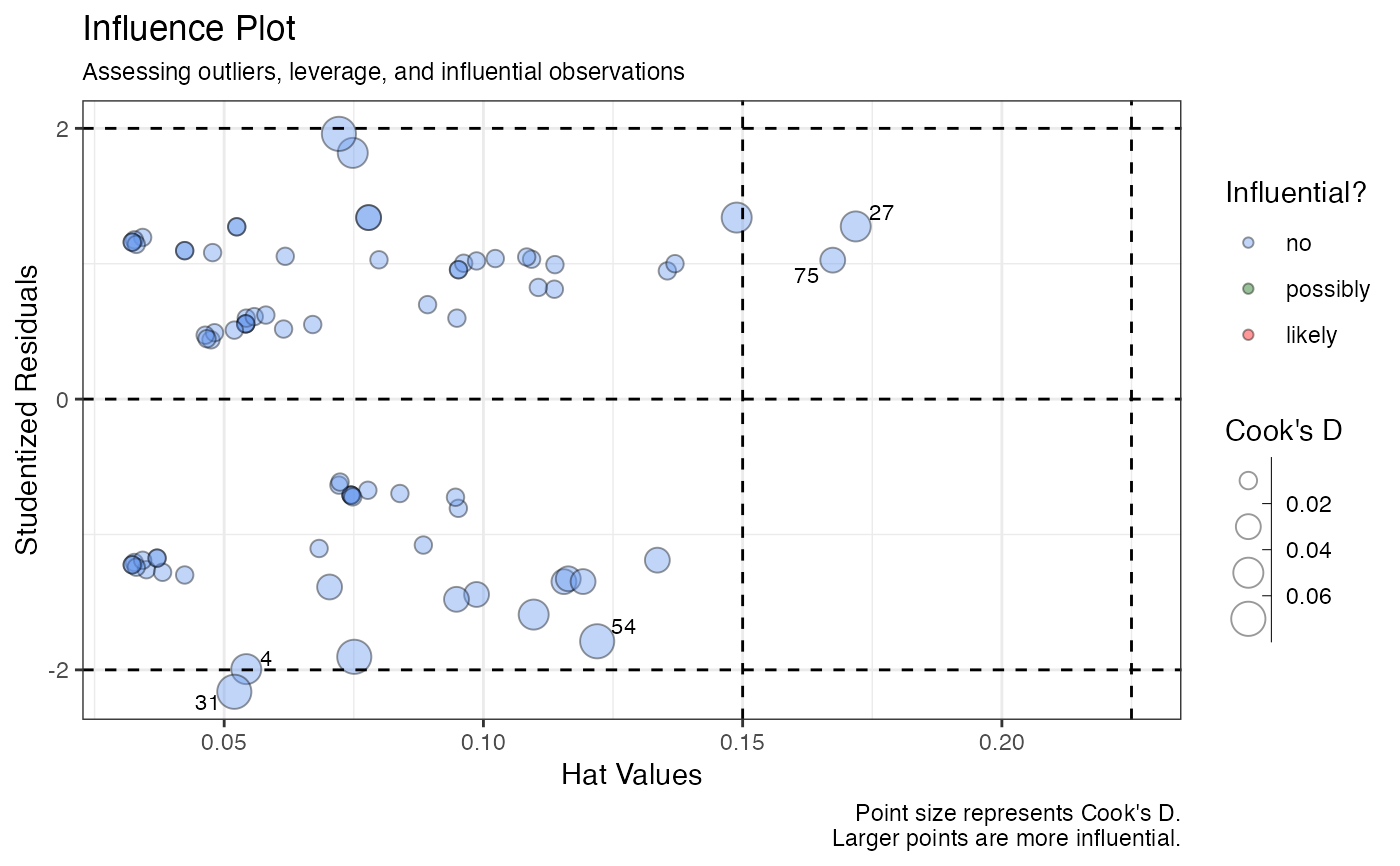 Influence Plot
Assessing outliers, leverage, and influential observations
Studentized Residuals
2
0
-2
27
75
54
4
31
0.05
0.10
0.15
0.20
Hat Values
Influential?
no
possibly
likely
Cook's D
0.02
0.04
0.06
Point size represents Cook's D.
Larger points are more influential.